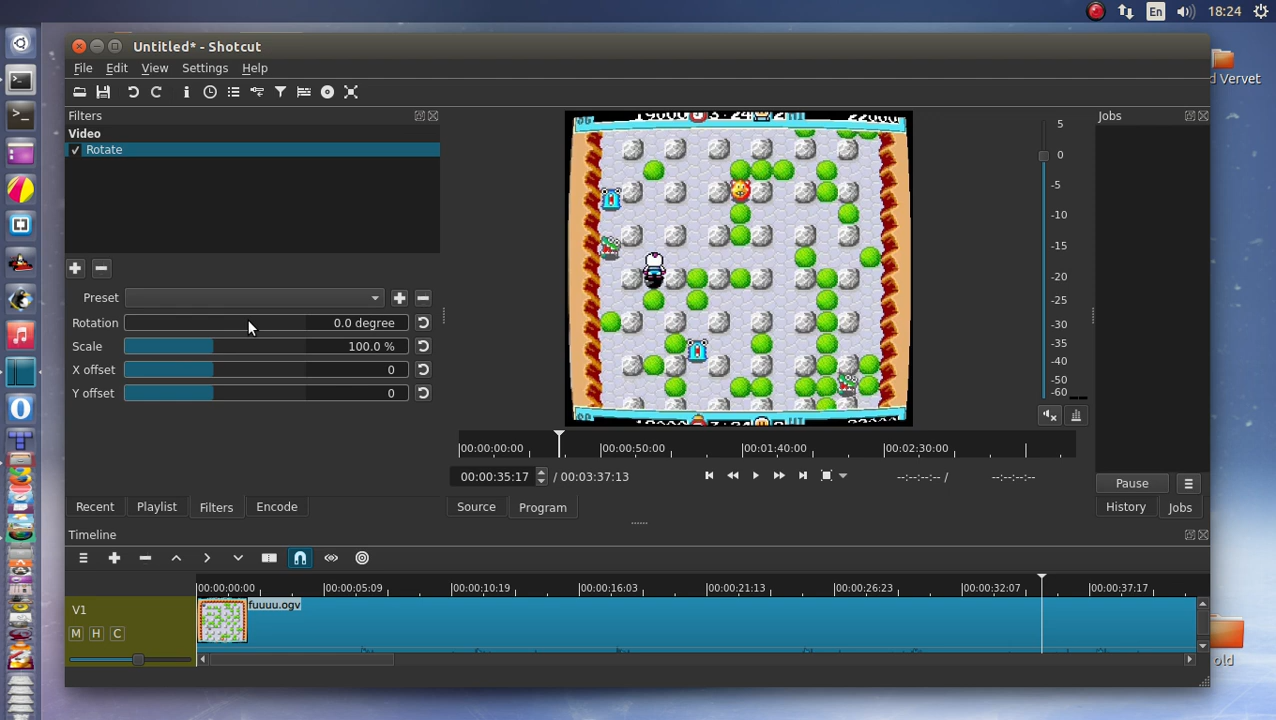 En
18:24
Untitled* - Shotcut
File Edit View Settings Help
d Vervet
Filters
Video
Rotate
Preset
Rotation 0.0 degree
Scale 100.0 %
X offset 0
Y offset 0
Recent Playlist Filters Encode
3:24
5
0
-5
-10
-15
-20
-25
-30
-35
-40
-50
-60
00:00:00:00 00:00:50:00 00:01:40:00 00:02:30:00
00:00:35:17 / 00:03:37:13 --:--:--:-- / --:--:--:--
Source Program
Jobs
Pause
History Jobs
Timeline
00:00:00:00 00:00:05:09 00:00:10:19 00:00:16:03 00:00:21:13 00:00:26:23 00:00:32:07 00:00:37:17
V1
M H C
fuuuu.ogv
old